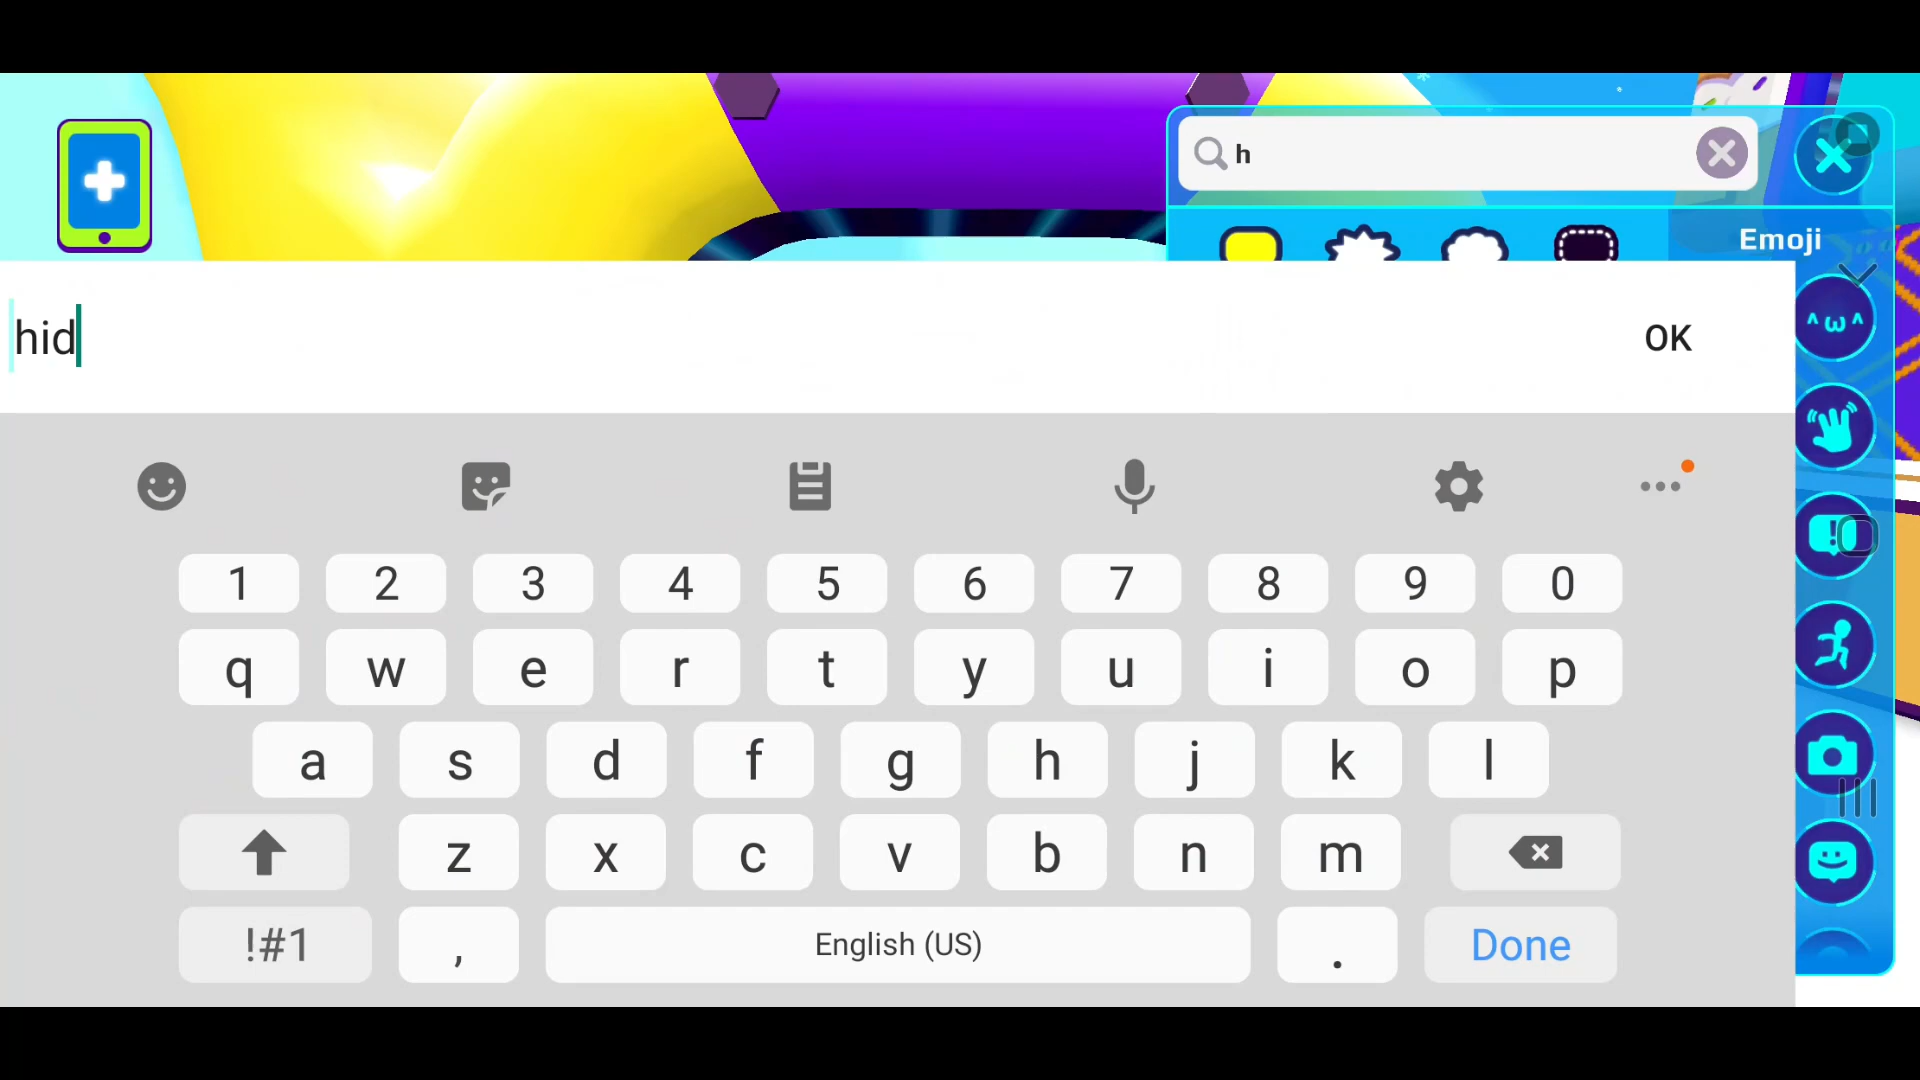 h
Emoji
hid
OK
^ω^
!
1 2 3 4 5 6 7 8 9 0
q w e r t y u i o p
a s d f g h j k l
z x c v b n m
!#1 , English (US) . Done